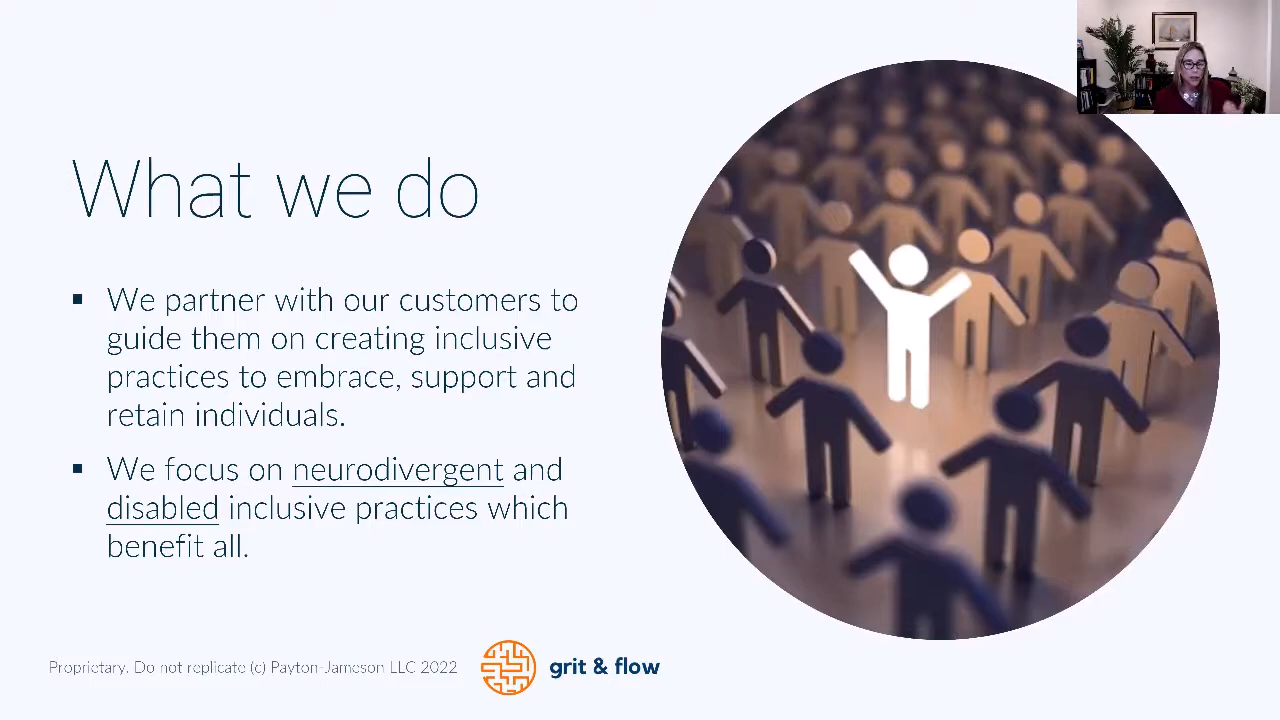 What we do
▪ We partner with our customers to
guide them on creating inclusive
practices to embrace, support and
retain individuals.
▪ We focus on neurodivergent and
disabled inclusive practices which
benefit all.
Proprietary. Do not replicate (c) Payton-Jameson LLC 2022
grit & flow